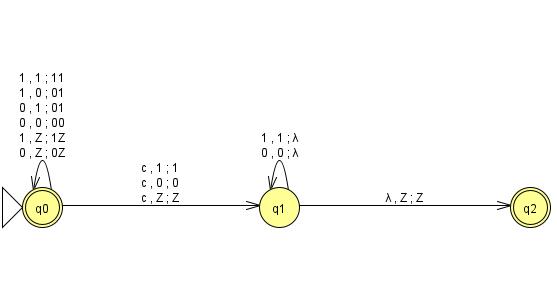 1 , 1 ; 11
1 , 0 ; 01
0 , 1 ; 01
0 , 0 ; 00
1 , Z ; 1Z
0 , Z ; 0Z
c , 1 ; 1
c , 0 ; 0
c , Z ; Z
1 , 1 ; λ
0 , 0 ; λ
λ , Z ; Z
q0
q1
q2